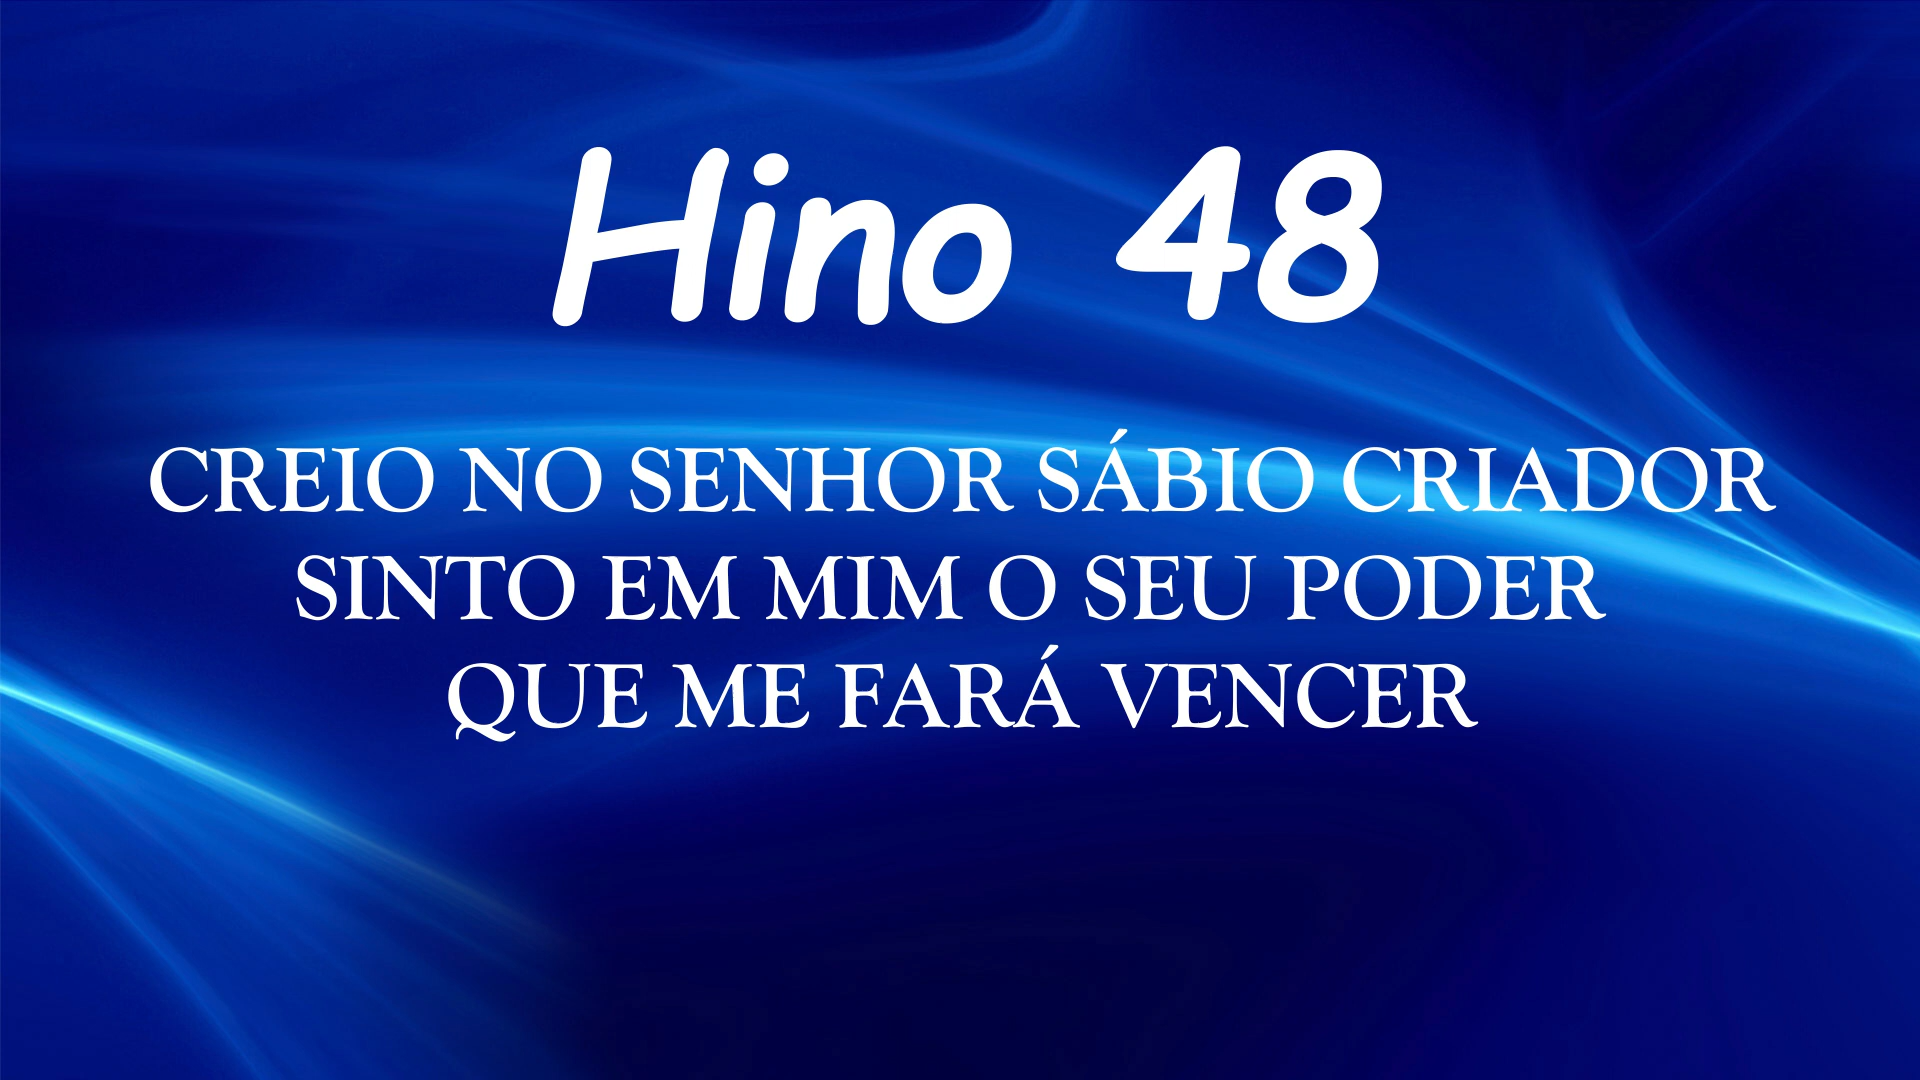 Hino 48
CREIO NO SENHOR SÁBIO CRIADOR
SINTO EM MIM O SEU PODER
QUE ME FARÁ VENCER